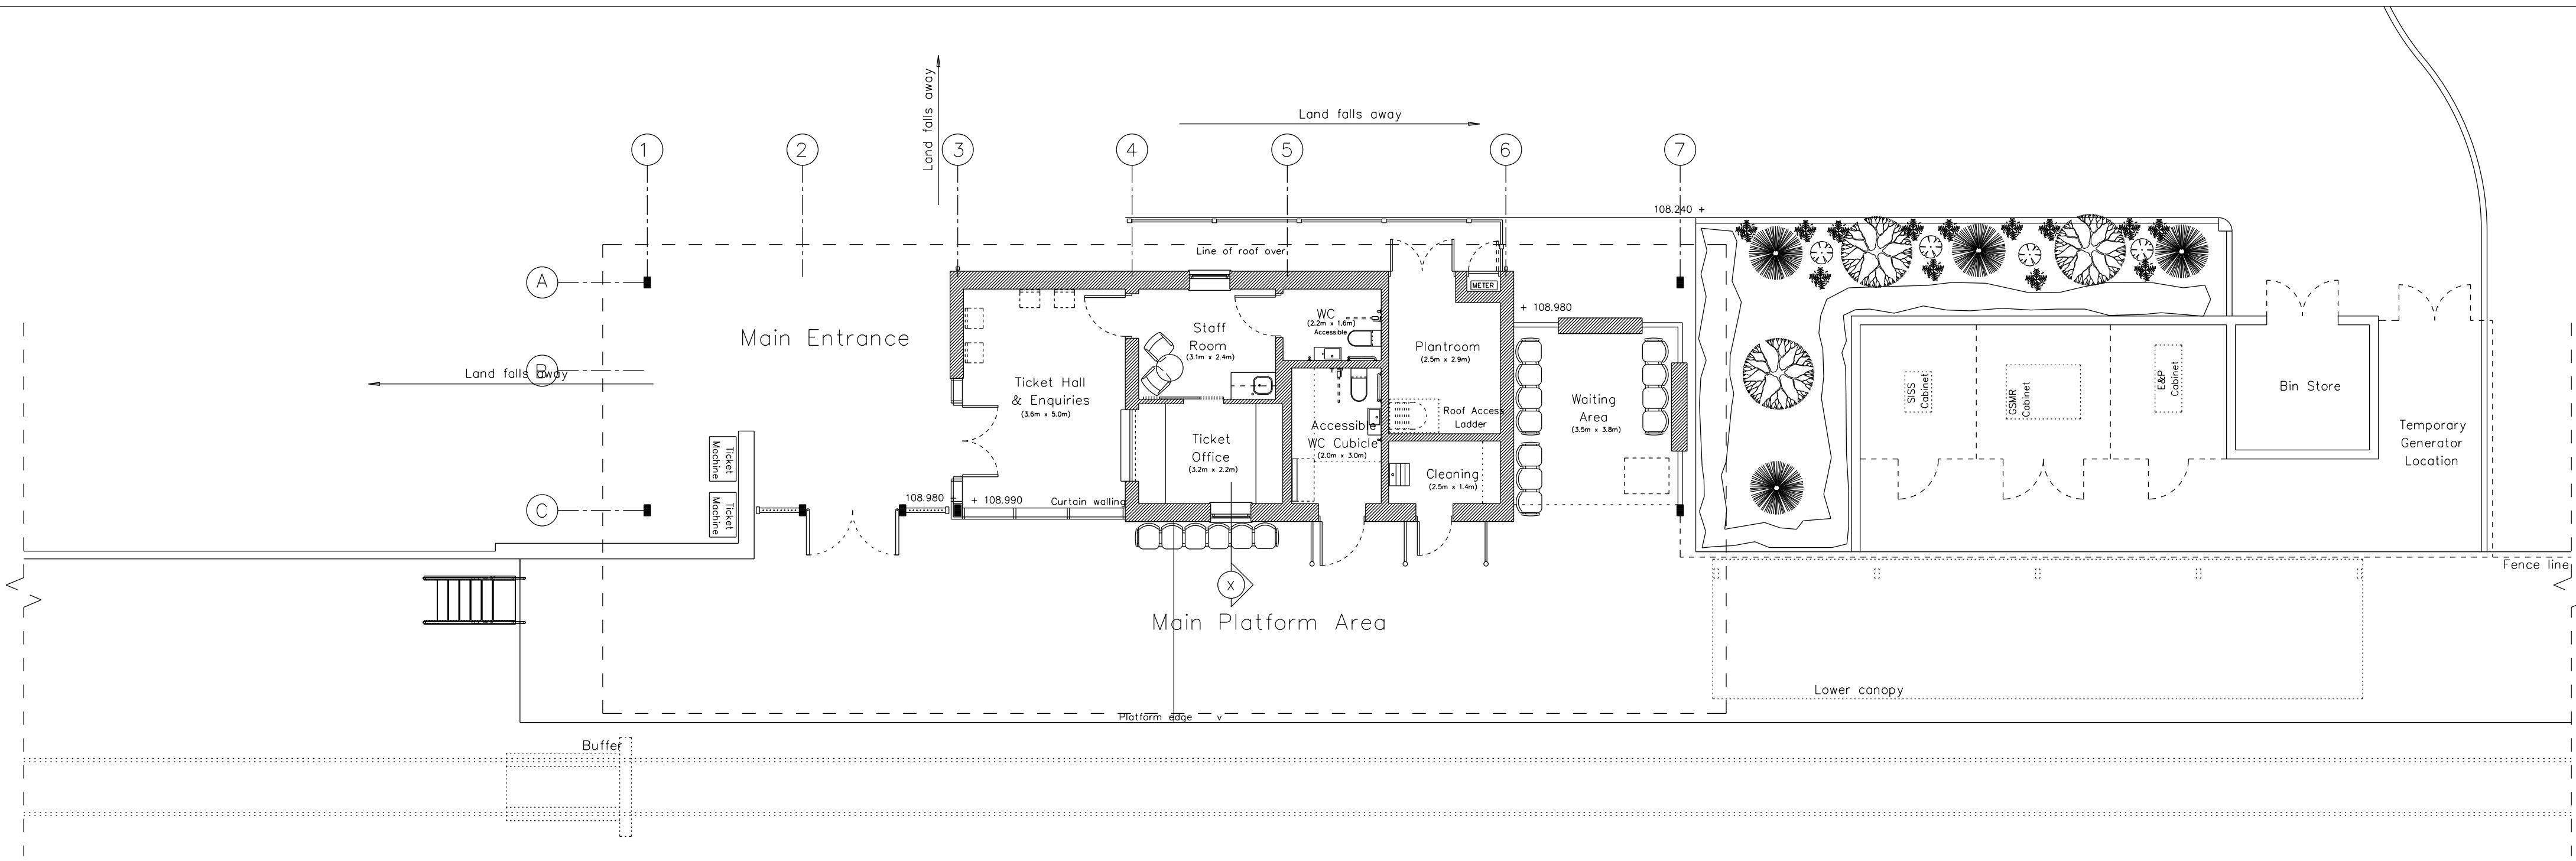 Land falls away
Land falls away
1
2
3
4
5
6
7
108.240 +
Line of roof over
A
METER
+ 108.980
Main Entrance
WC
(2.2m x 1.6m)
Accessible
Staff
Room
(3.1m x 2.4m)
Plantroom
(2.5m x 2.9m)
B
Land falls away
Ticket Hall
& Enquiries
(3.6m x 5.0m)
Waiting
Area
(3.5m x 3.8m)
SISS
Cabinet
GSMR
Cabinet
E&P
Cabinet
Bin Store
Roof Access
Ladder
Accessible
WC Cubicle
(2.0m x 3.0m)
Ticket
Office
(3.2m x 2.2m)
Temporary
Generator
Location
Ticket
Machine
Ticket
Machine
Cleaning
(2.5m x 1.4m)
108.980 +
+ 108.990
Curtain walling
C
Fence line
X
Main Platform Area
Lower canopy
Platform edge v
Buffer